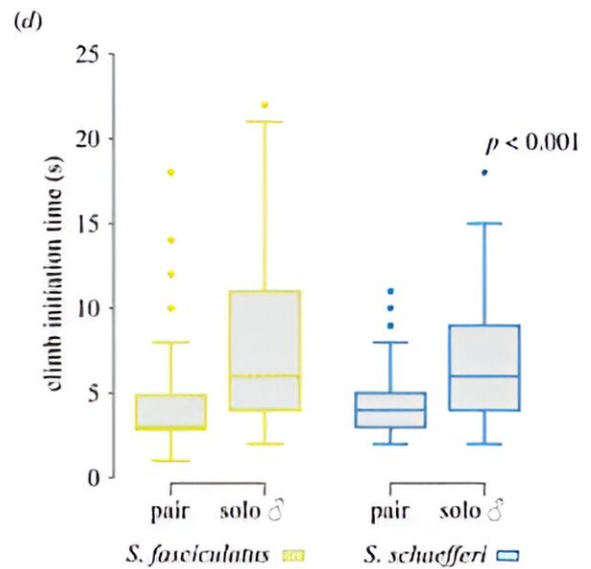 (d)
25
20
15
10
5
0
climb initiation time (s)
p < 0.001
pair solo ♂ pair solo ♂
S. fasciculatus S. schaefferi